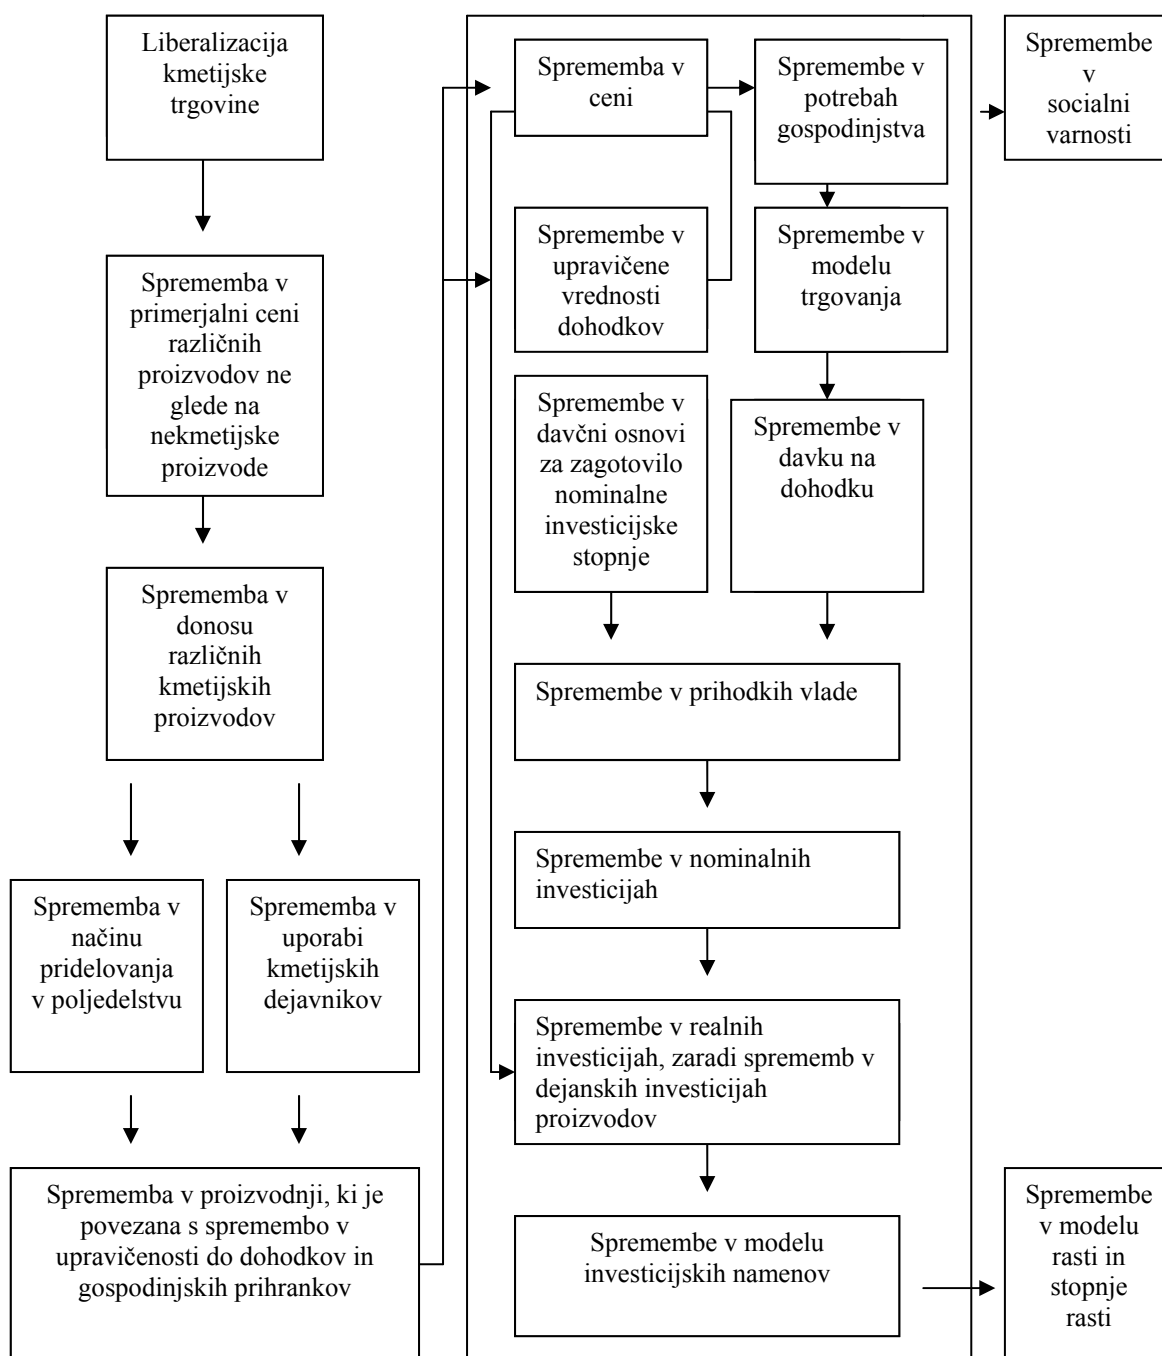 Liberalizacija
kmetijske
trgovine
Sprememba v
primerjalni ceni
različnih
proizvodov ne
glede na
nekmetijske
proizvode
Sprememba v
donosu
različnih
kmetijskih
proizvodov
Sprememba v
načinu
pridelovanja
v poljedelstvu
Sprememba v
uporabi
kmetijskih
dejavnikov
Sprememba v proizvodnji, ki je
povezana s spremembo v
upravičenosti do dohodkov in
gospodinjskih prihrankov
Sprememba v
ceni
Spremembe v
potrebah
gospodinjstva
Spremembe v
upravičene
vrednosti
dohodkov
Spremembe v
modelu
trgovanja
Spremembe v
davčni osnovi
za zagotovilo
nominalne
investicijske
stopnje
Spremembe v
davku na
dohodku
Spremembe v prihodkih vlade
Spremembe v nominalnih
investicijah
Spremembe v realnih
investicijah, zaradi sprememb v
dejanskih investicijah
proizvodov
Spremembe v modelu
investicijskih namenov
Spremembe
v
socialni
varnosti
Spremembe
v modelu
rasti in
stopnje
rasti